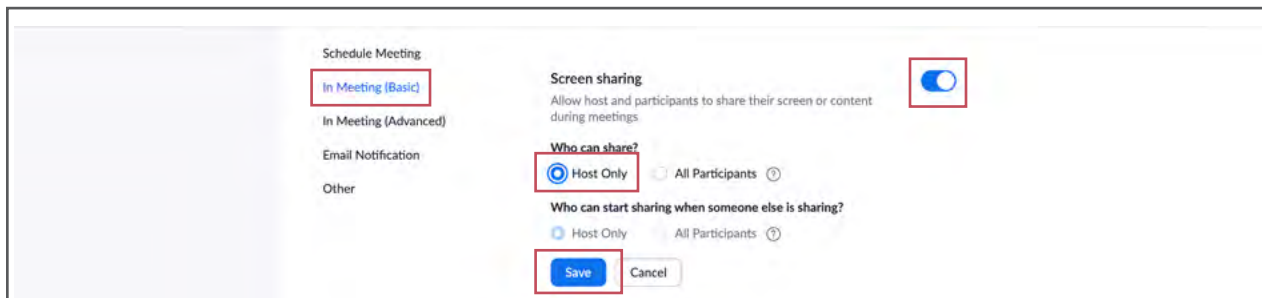 Schedule Meeting
In Meeting (Basic)
In Meeting (Advanced)
Email Notification
Other
Screen sharing
Allow host and participants to share their screen or content
during meetings
Who can share?
Host Only All Participants ?
Who can start sharing when someone else is sharing?
Host Only All Participants ?
Save Cancel